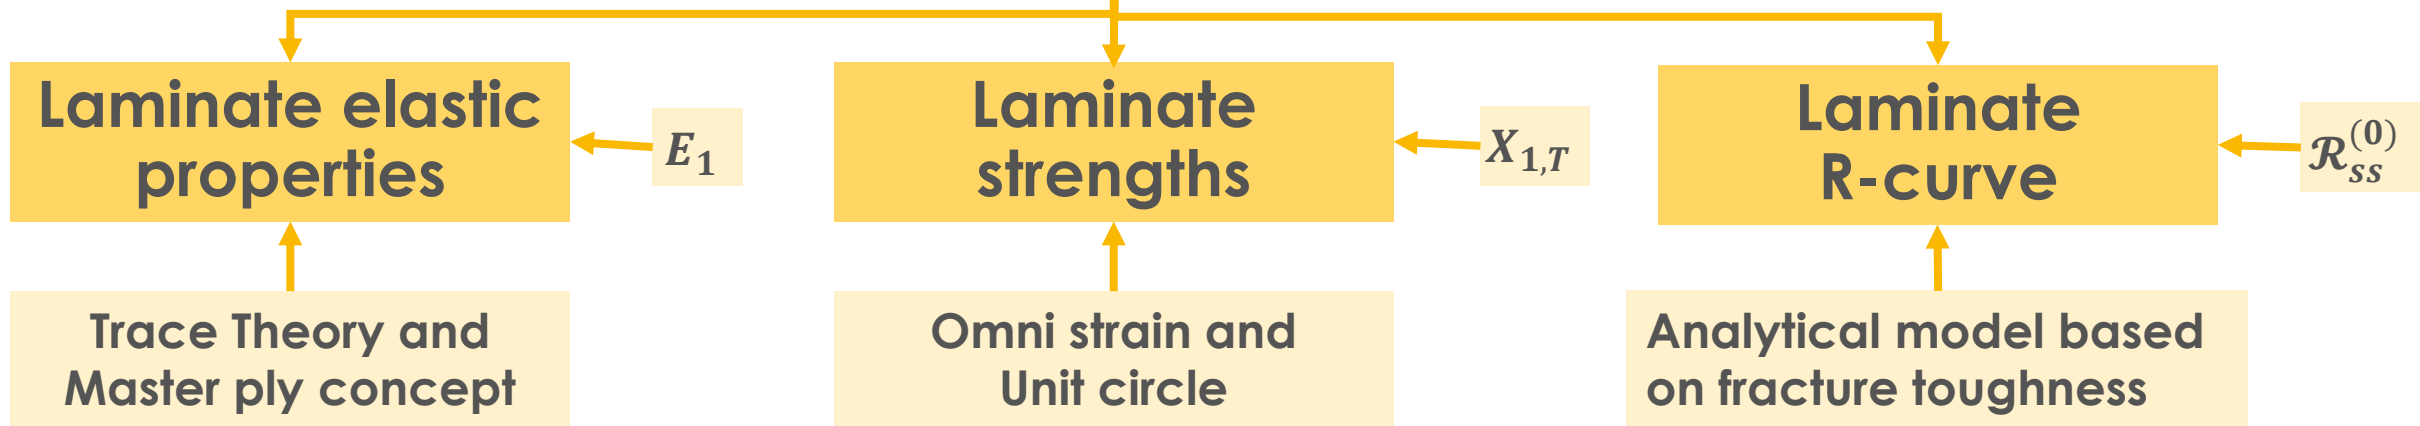 Laminate elastic
properties
E₁
Laminate
strengths
X₁,T
Laminate
R-curve
ℛss⁽⁰⁾
Trace Theory and
Master ply concept
Omni strain and
Unit circle
Analytical model based
on fracture toughness